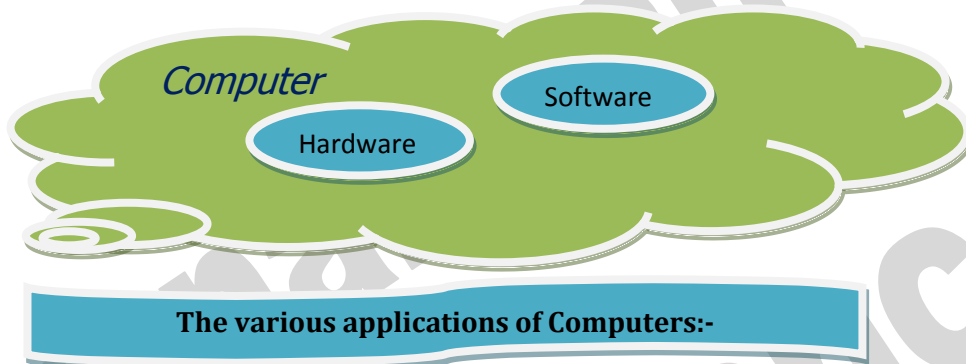 Computer
Software
Hardware
The various applications of Computers:-